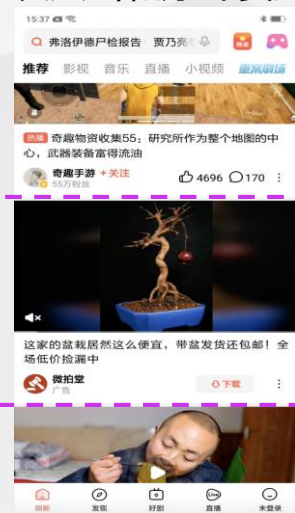 15:37
弗洛伊德尸检报告 贾乃亮
推荐 影视 音乐 直播 小视频 重案剧场
热播 奇趣物资收集55：研究所作为整个地图的中
心，武器装备富得流油
奇趣手游 +关注
55万粉丝
4696 170
这家的盆栽居然这么便宜，带盆发货还包邮！全
场低价捡漏中
微拍堂
广告
下载
刷新 发现 好剧 直播 未登录
Live